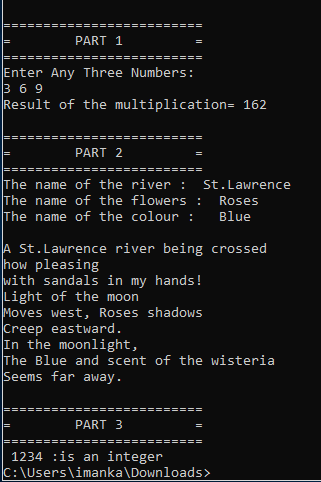 =========================
=        PART 1         =
=========================
Enter Any Three Numbers:
3 6 9
Result of the multiplication= 162
=========================
=        PART 2         =
=========================
The name of the river :  St.Lawrence
The name of the flowers :  Roses
The name of the colour :   Blue
A St.Lawrence river being crossed
how pleasing
with sandals in my hands!
Light of the moon
Moves west, Roses shadows
Creep eastward.
In the moonlight,
The Blue and scent of the wisteria
Seems far away.
=========================
=        PART 3         =
=========================
 1234 :is an integer
C:\Users\imanka\Downloads>